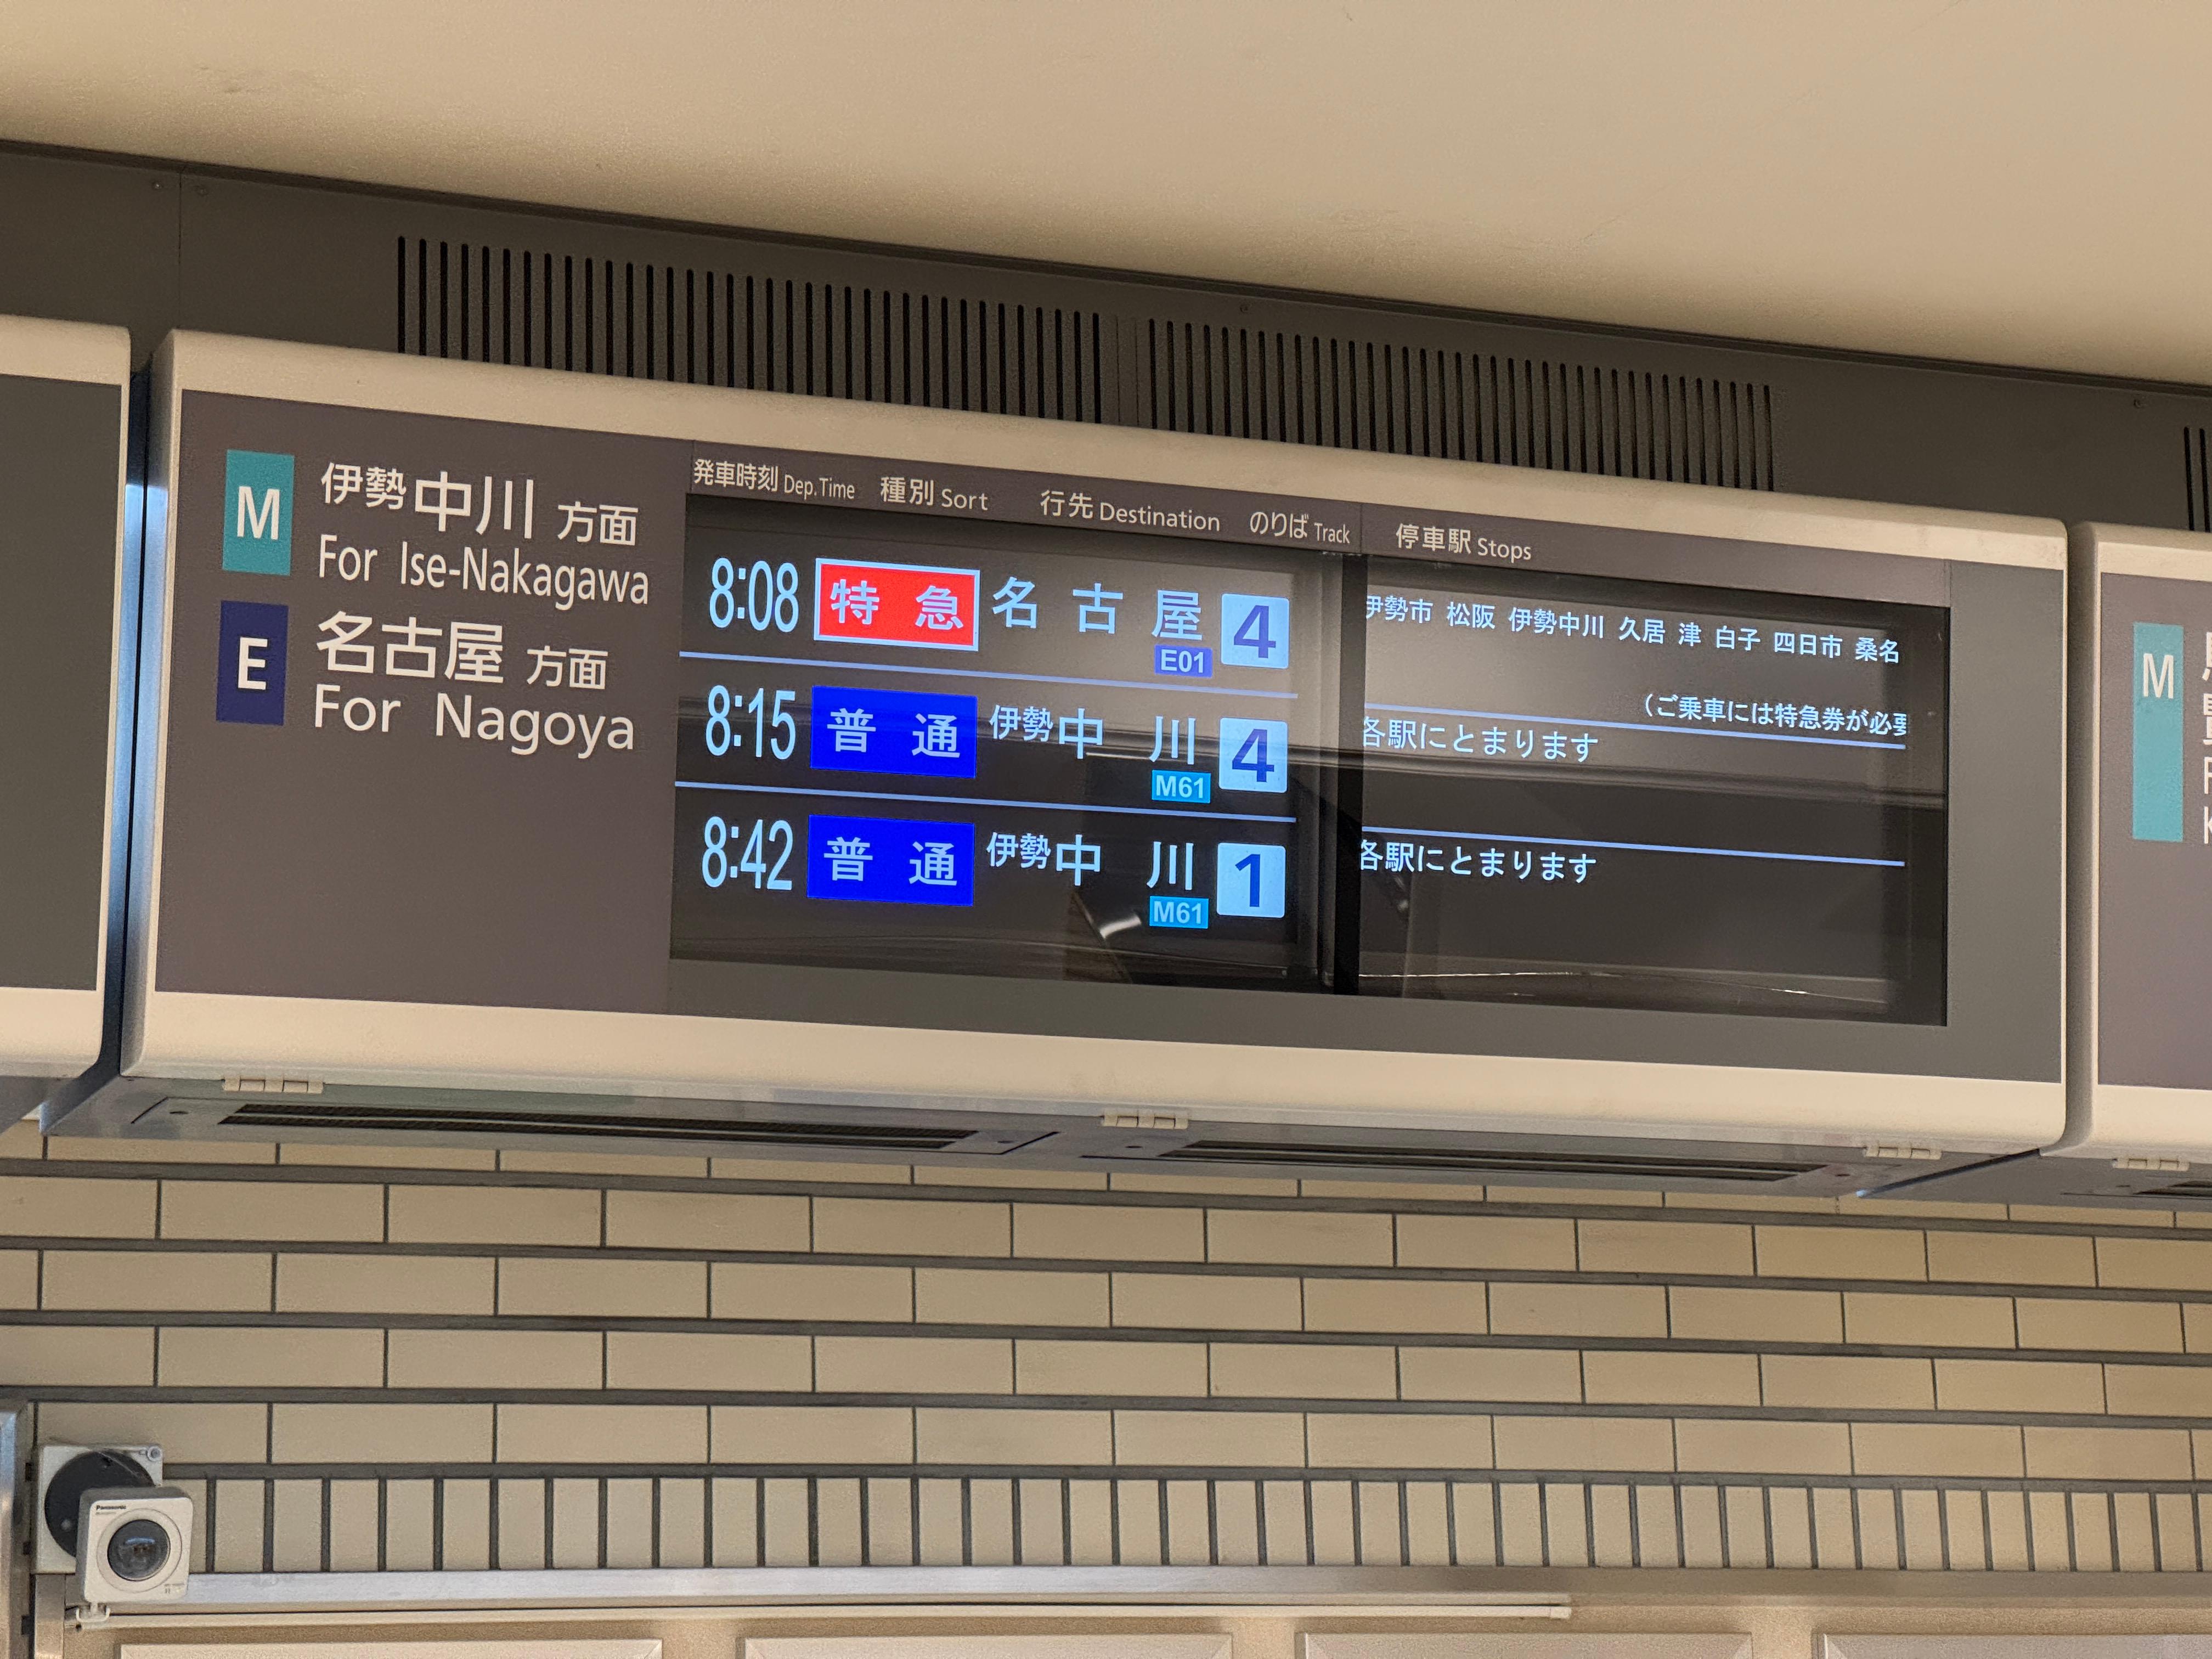 M 伊勢中川 方面
For Ise-Nakagawa
E 名古屋 方面
For Nagoya
発車時刻 Dep.Time 種別 Sort 行先 Destination のりば Track 停車駅 Stops
8:08 特急 名古屋 E01 4 伊勢市 松阪 伊勢中川 久居 津 白子 四日市 桑名
(ご乗車には特急券が必要
8:15 普通 伊勢中川 M61 4 各駅にとまります
8:42 普通 伊勢中川 M61 1 各駅にとまります
M
Panasonic